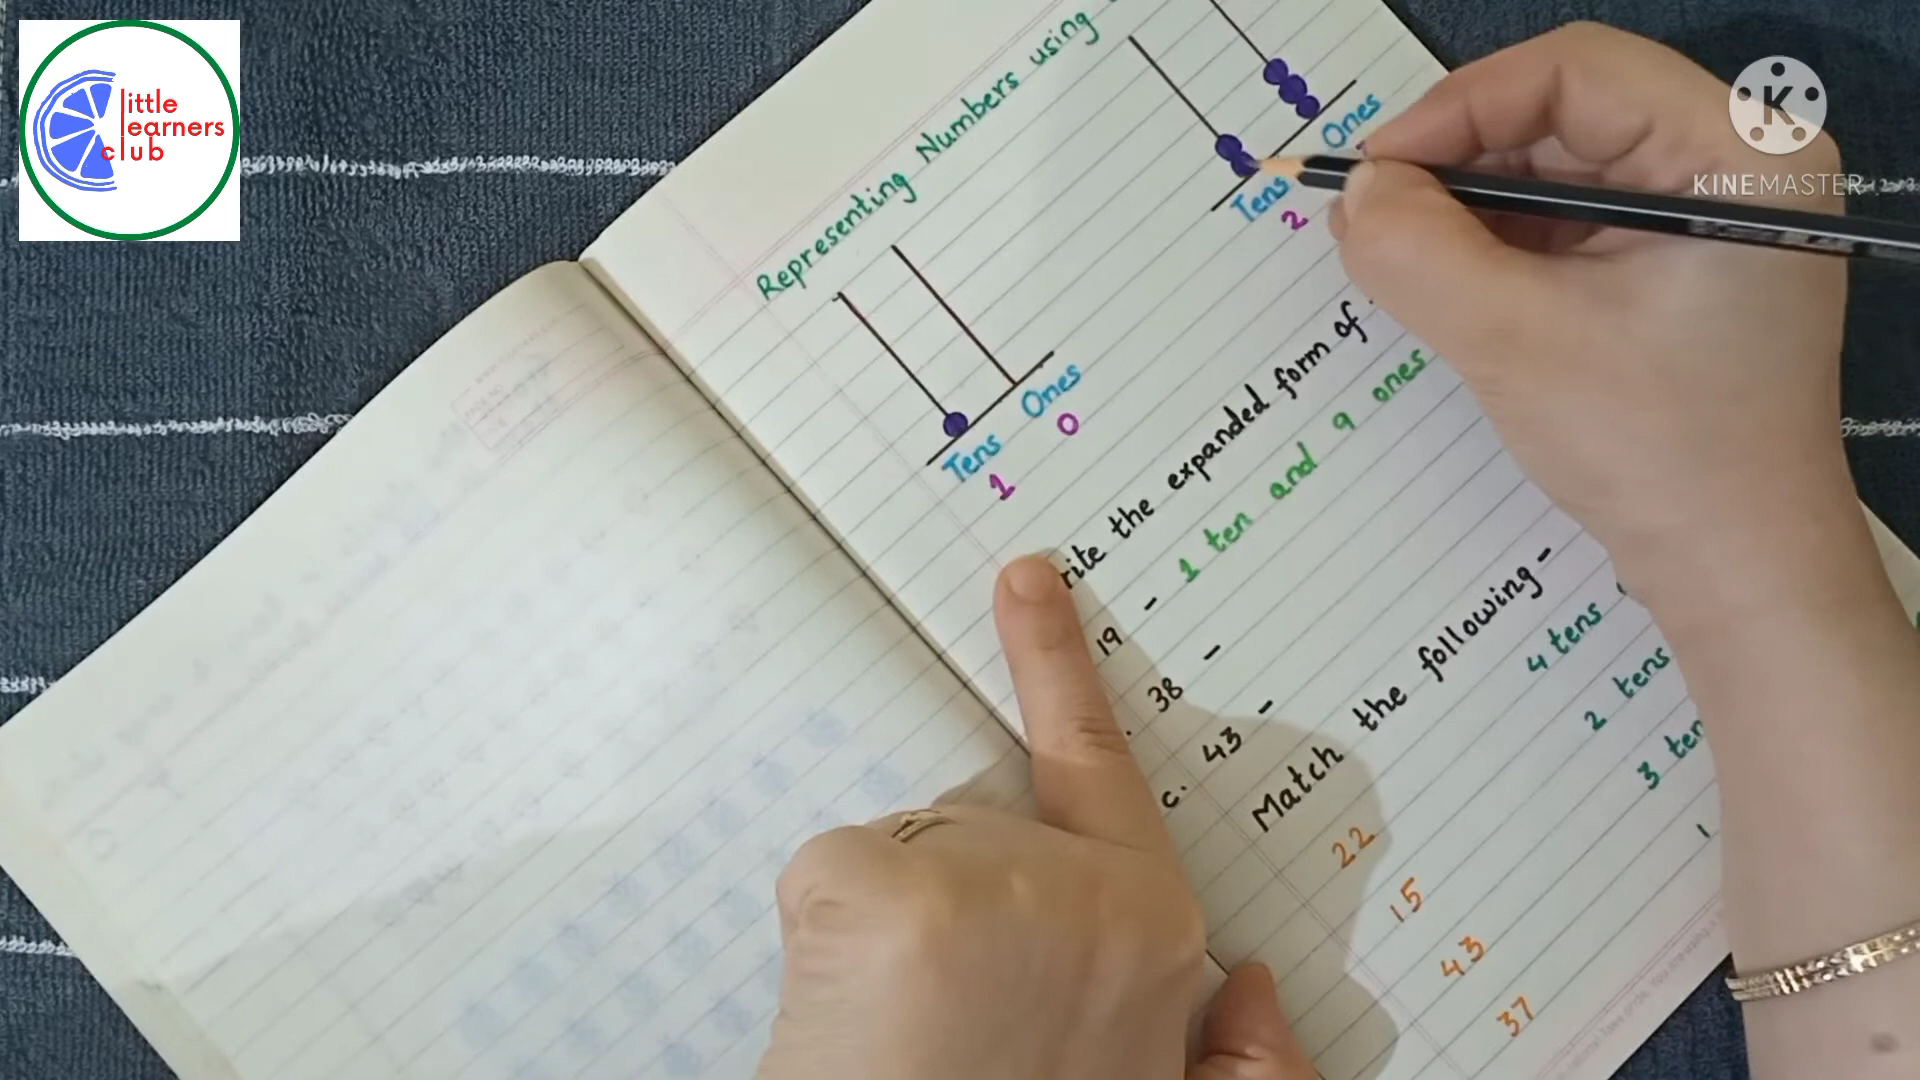 little
learners
club
KINEMASTER
Representing Numbers using
Tens Ones
1 0
Tens Ones
2
rite the expanded form of
19 - 1 ten and 9 ones
38 -
c. 43 -
Match the following -
22 4 tens
15 2 tens
43 3 ten
37 1